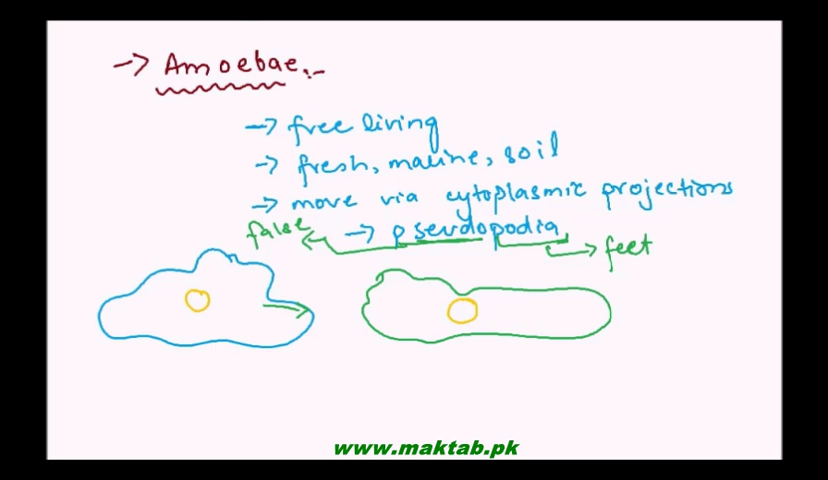 → Amoebae:-
→ free living
→ fresh, marine, soil
→ move via cytoplasmic projections
false → pseudopodia
feet
www.maktab.pk